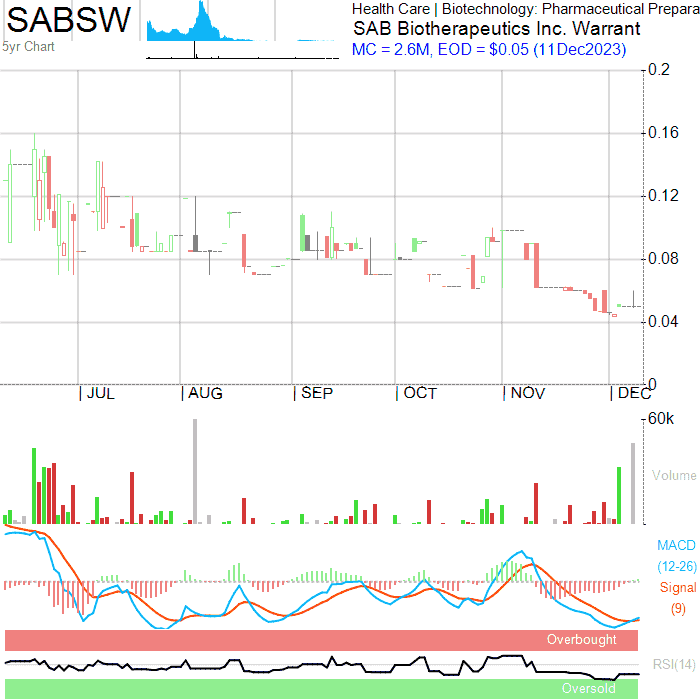 SABSW
5yr Chart
Health Care | Biotechnology: Pharmaceutical Prepara
SAB Biotherapeutics Inc. Warrant
MC = 2.6M, EOD = $0.05 (11Dec2023)
0.2
0.16
0.12
0.08
0.04
0
| JUL | AUG | SEP | OCT | NOV | DEC
60k
Volume
MACD
(12-26)
Signal
(9)
Overbought
RSI(14)
Oversold